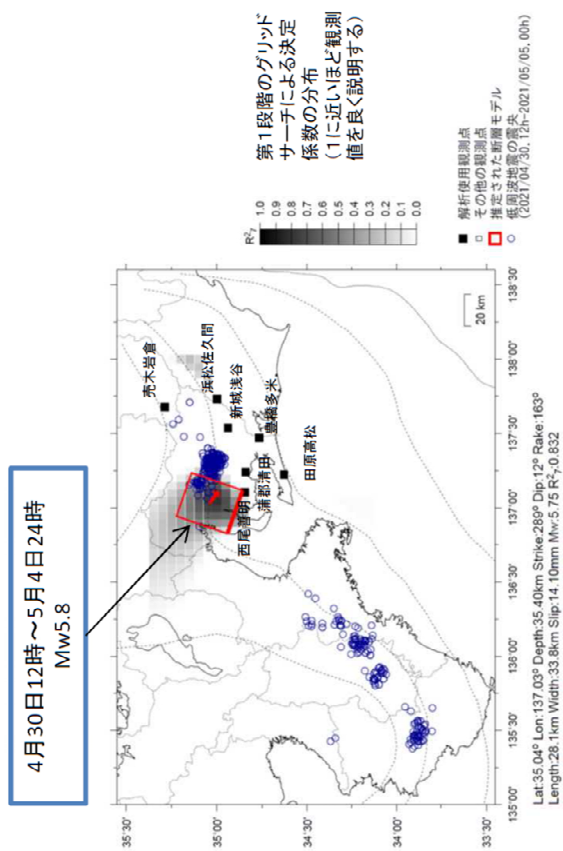 4月30日12時～5月4日24時
Mw5.8
第１段階のグリッド
サーチによる決定
係数の分布
（1に近いほど観測
値を良く説明する）
R²₇
1.0
0.9
0.8
0.7
0.6
0.5
0.4
0.3
0.2
0.1
0.0
解析使用観測点
その他の観測点
推定された断層モデル
低周波地震の震央
(2021/04/30, 12h-2021/05/05, 00h)
売木岩倉
浜松佐久間
新城浅谷
豊橋多米
田原高松
蒲郡清田
西尾善明
20 km
35°30'
35°00'
34°30'
34°00'
33°30'
135°00'
135°30'
136°00'
136°30'
137°00'
137°30'
138°00'
138°30'
Lat:35.04° Lon:137.03° Depth:35.40km Strike:289° Dip:12° Rake:163°
Length:28.1km Width:33.8km Slip:14.10mm Mw:5.75 R²₇:0.832